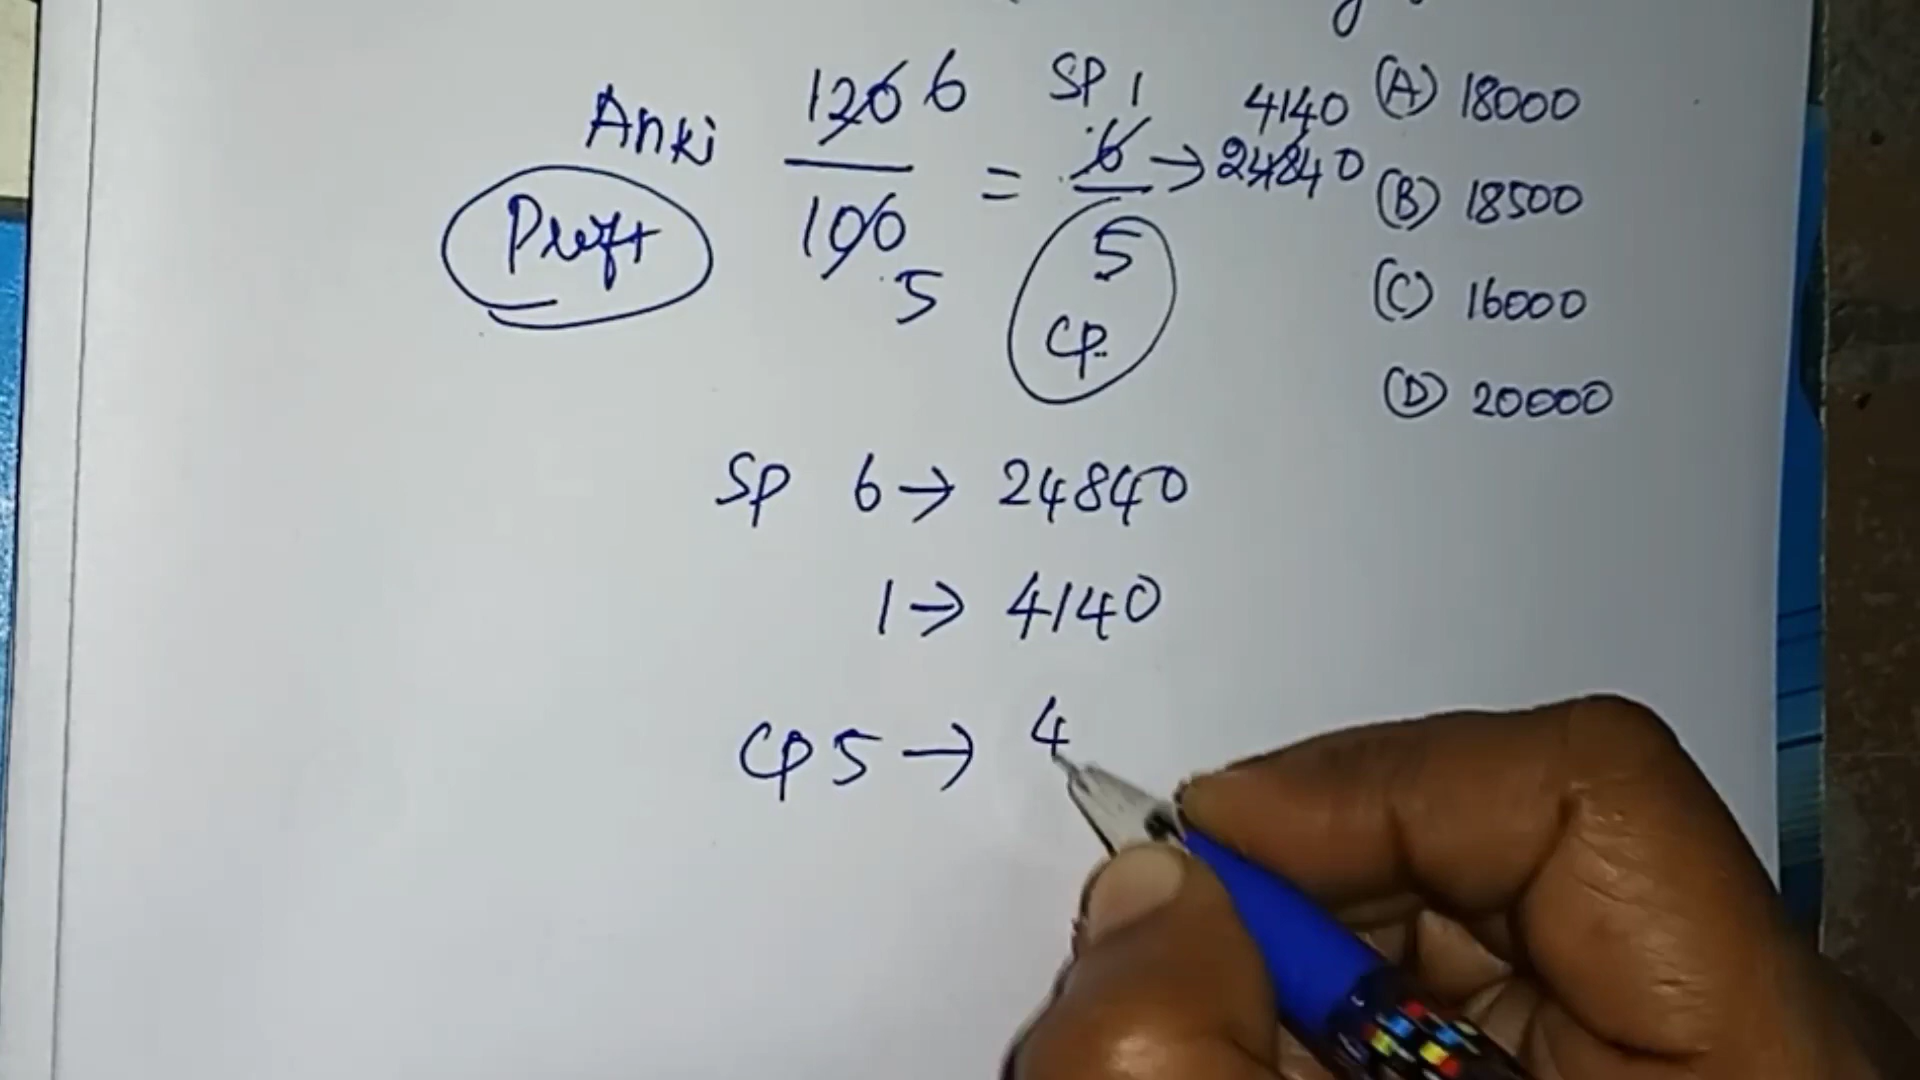 Anki 120 6 SP 1 4140 (A) 18000
= 6 → 24840 (B) 18500
Profit 100 5 5
CP (C) 16000
(D) 20000
SP 6 → 24840
1 → 4140
CP 5 → 4